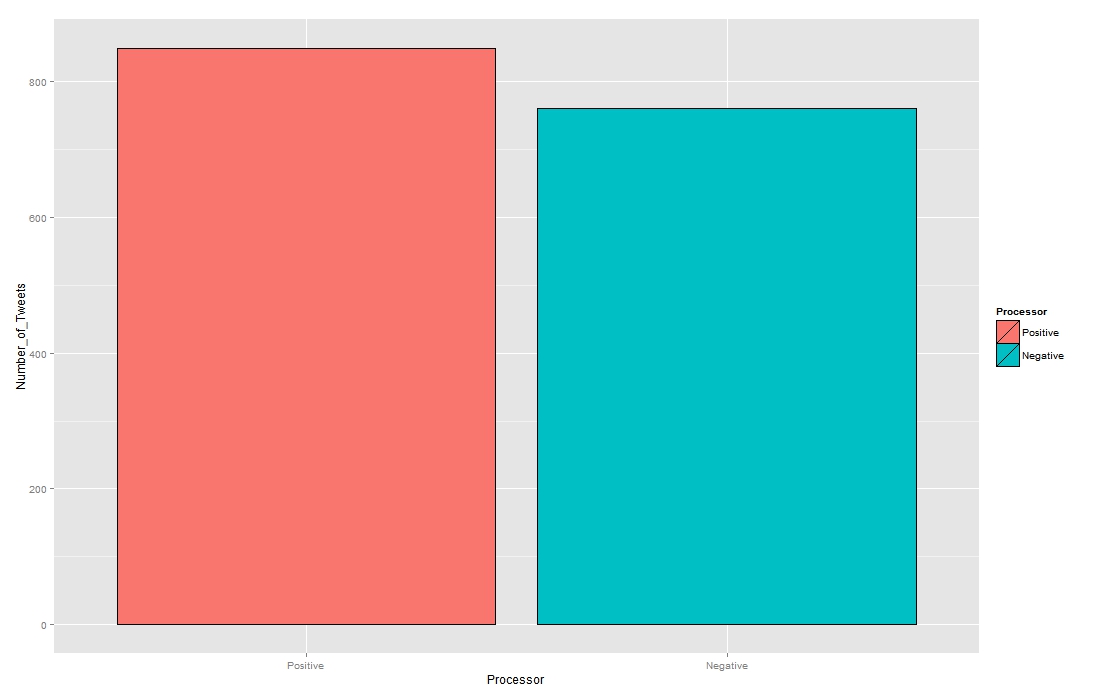 800
600
400
200
0
Number_of_Tweets
Positive
Negative
Processor
Processor
Positive
Negative